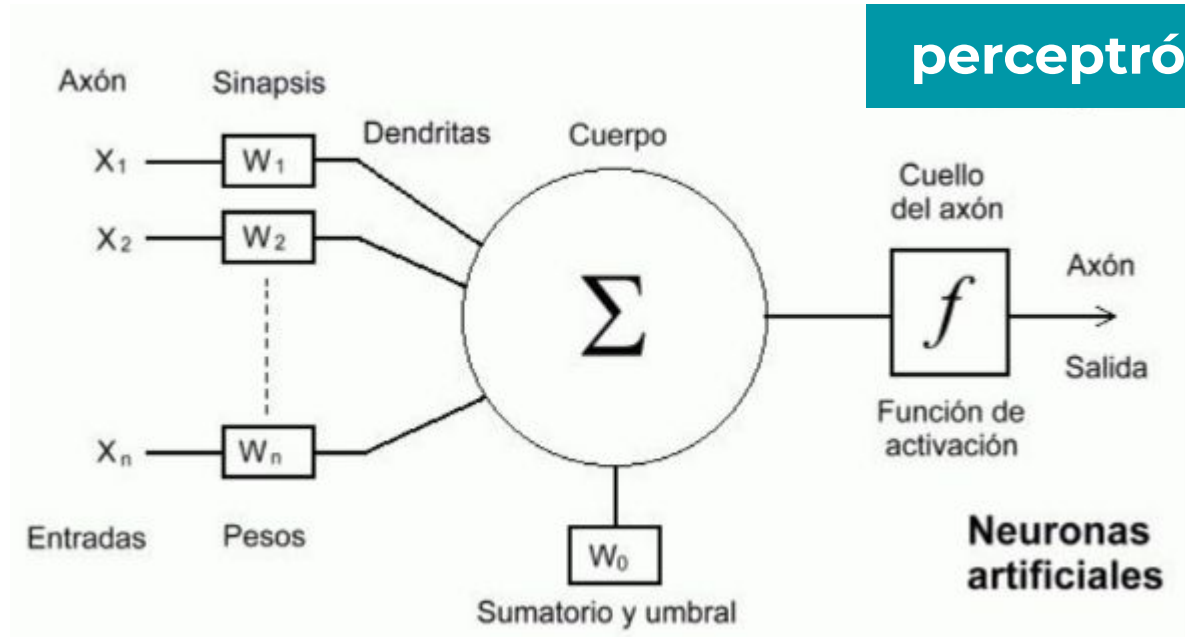 perceptró
Axón
Sinapsis
Dendritas
Cuerpo
X₁
W₁
X₂
W₂
Xₙ
Wₙ
Σ
Cuello
del axón
f
Axón
Salida
Función de
activación
Entradas
Pesos
W₀
Sumatorio y umbral
Neuronas
artificiales